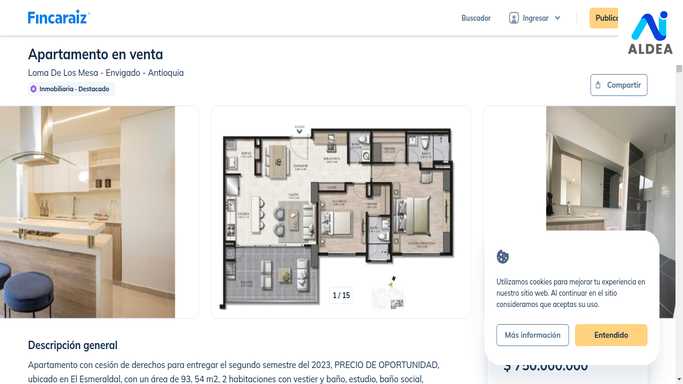 Fincaraíz
Buscador
Ingresar
Public
ALDEA
Apartamento en venta
Loma De Los Mesa - Envigado - Antioquia
Inmobiliaria - Destacado
Compartir
1 / 15
Utilizamos cookies para mejorar tu experiencia en
nuestro sitio web. Al continuar en el sitio
consideramos que aceptas su uso.
Más información
Entendido
$ 750.000.000
Descripción general
Apartamento con cesión de derechos para entregar el segundo semestre del 2023, PRECIO DE OPORTUNIDAD,
ubicado en El Esmeraldal, con un área de 93, 54 m2, 2 habitaciones con vestier y baño, estudio, baño social,